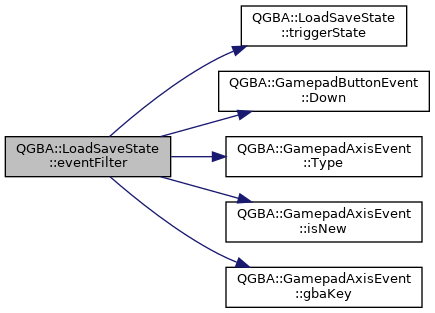 QGBA::LoadSaveState
::triggerState
QGBA::GamepadButtonEvent
::Down
QGBA::LoadSaveState
::eventFilter
QGBA::GamepadAxisEvent
::Type
QGBA::GamepadAxisEvent
::isNew
QGBA::GamepadAxisEvent
::gbaKey